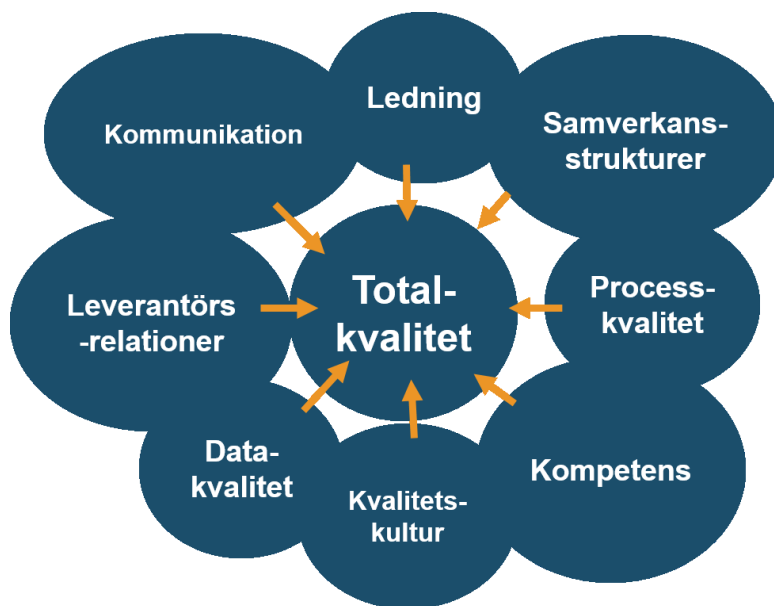 Ledning
Kommunikation
Samverkans-
strukturer
Total-
kvalitet
Leverantörs
-relationer
Process-
kvalitet
Data-
kvalitet
Kvalitets-
kultur
Kompetens